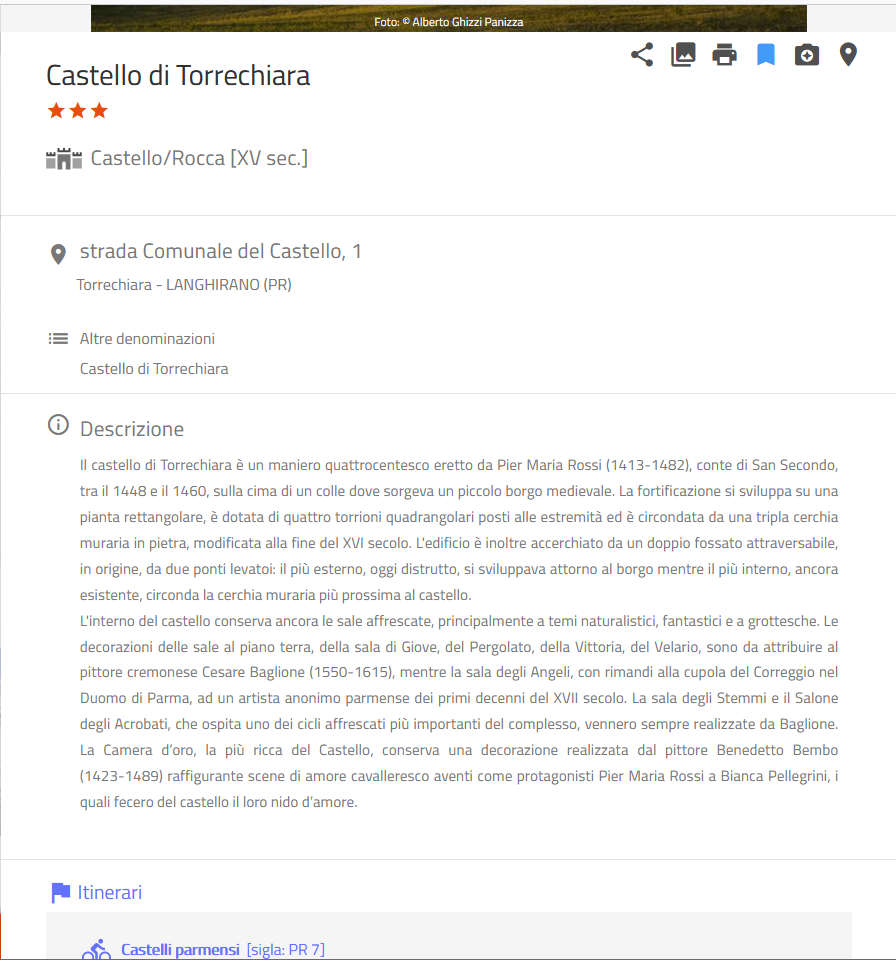 Foto: © Alberto Ghizzi Panizza
Castello di Torrechiara
Castello/Rocca [XV sec.]
strada Comunale del Castello, 1
Torrechiara - LANGHIRANO (PR)
Altre denominazioni
Castello di Torrechiara
Descrizione
Il castello di Torrechiara è un maniero quattrocentesco eretto da Pier Maria Rossi (1413-1482), conte di San Secondo,
tra il 1448 e il 1460, sulla cima di un colle dove sorgeva un piccolo borgo medievale. La fortificazione si sviluppa su una
pianta rettangolare, è dotata di quattro torrioni quadrangolari posti alle estremità ed è circondata da una tripla cerchia
muraria in pietra, modificata alla fine del XVI secolo. L'edificio è inoltre accerchiato da un doppio fossato attraversabile,
in origine, da due ponti levatoi: il più esterno, oggi distrutto, si sviluppava attorno al borgo mentre il più interno, ancora
esistente, circonda la cerchia muraria più prossima al castello.
L'interno del castello conserva ancora le sale affrescate, principalmente a temi naturalistici, fantastici e a grottesche. Le
decorazioni delle sale al piano terra, della sala di Giove, del Pergolato, della Vittoria, del Velario, sono da attribuire al
pittore cremonese Cesare Baglione (1550-1615), mentre la sala degli Angeli, con rimandi alla cupola del Correggio nel
Duomo di Parma, ad un artista anonimo parmense dei primi decenni del XVII secolo. La sala degli Stemmi e il Salone
degli Acrobati, che ospita uno dei cicli affrescati più importanti del complesso, vennero sempre realizzate da Baglione.
La Camera d’oro, la più ricca del Castello, conserva una decorazione realizzata dal pittore Benedetto Bembo
(1423-1489) raffigurante scene di amore cavalleresco aventi come protagonisti Pier Maria Rossi a Bianca Pellegrini, i
quali fecero del castello il loro nido d’amore.
Itinerari
Castelli parmensi [sigla: PR 7]